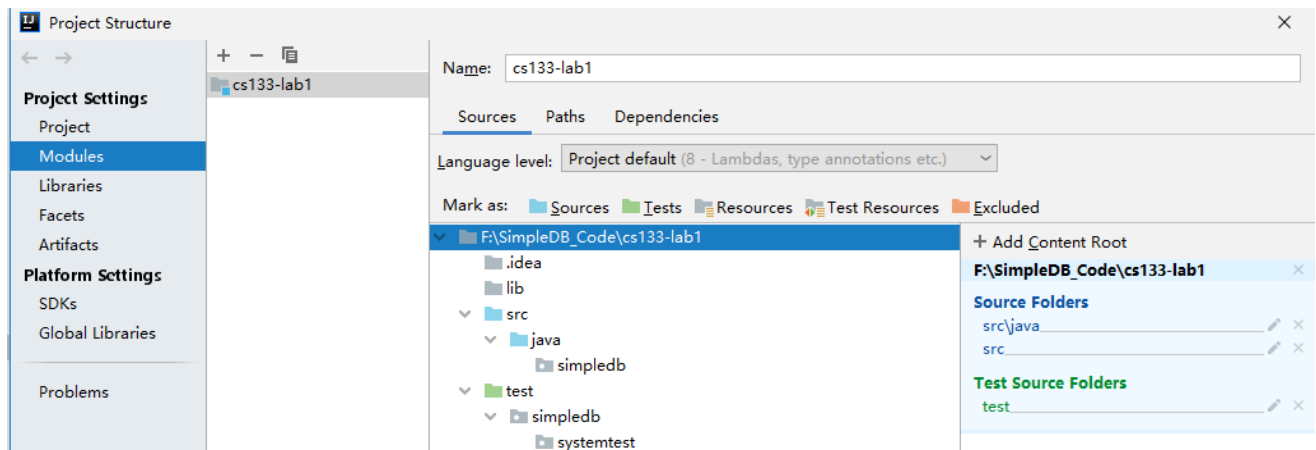 Project Structure
Name: cs133-lab1
cs133-lab1
Project Settings
Project
Modules
Libraries
Facets
Artifacts
Platform Settings
SDKs
Global Libraries
Problems
Sources Paths Dependencies
Language level: Project default (8 - Lambdas, type annotations etc.)
Mark as: Sources Tests Resources Test Resources Excluded
F:\SimpleDB_Code\cs133-lab1
.idea
lib
src
java
simpledb
test
simpledb
systemtest
+ Add Content Root
F:\SimpleDB_Code\cs133-lab1
Source Folders
src\java
src
Test Source Folders
test